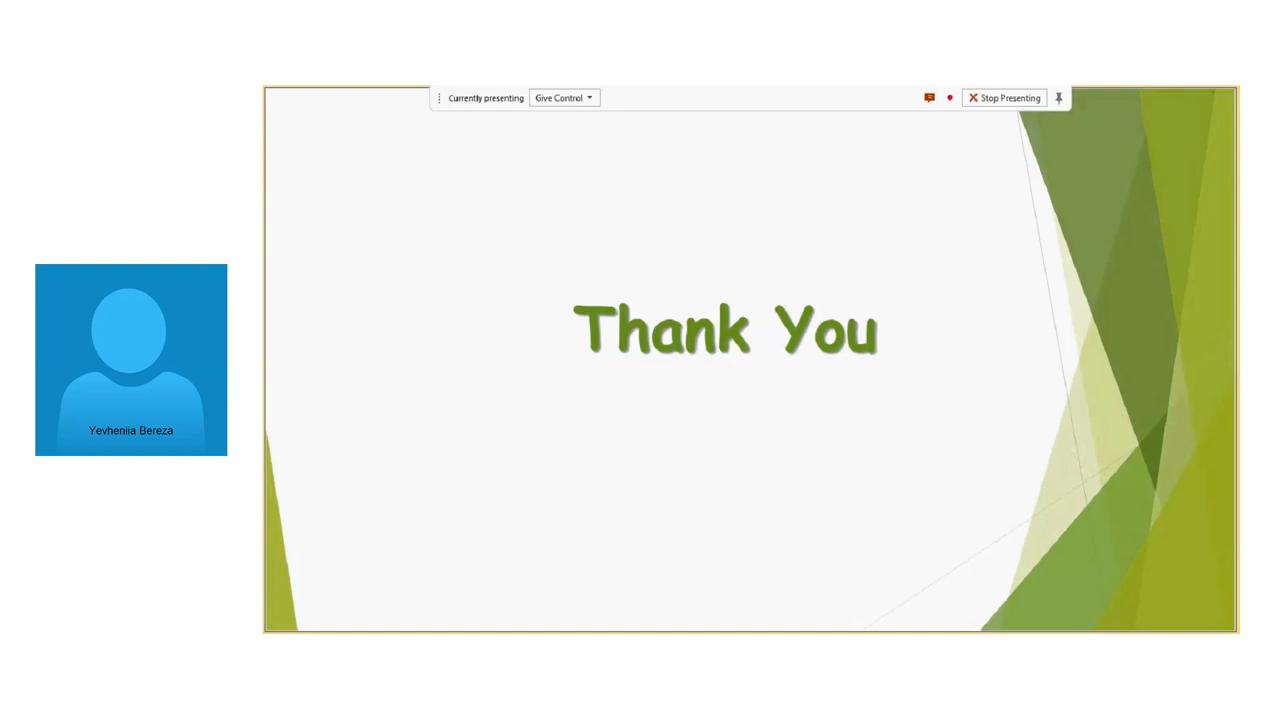 Currently presenting Give Control Stop Presenting
Thank You
Yevheniia Bereza